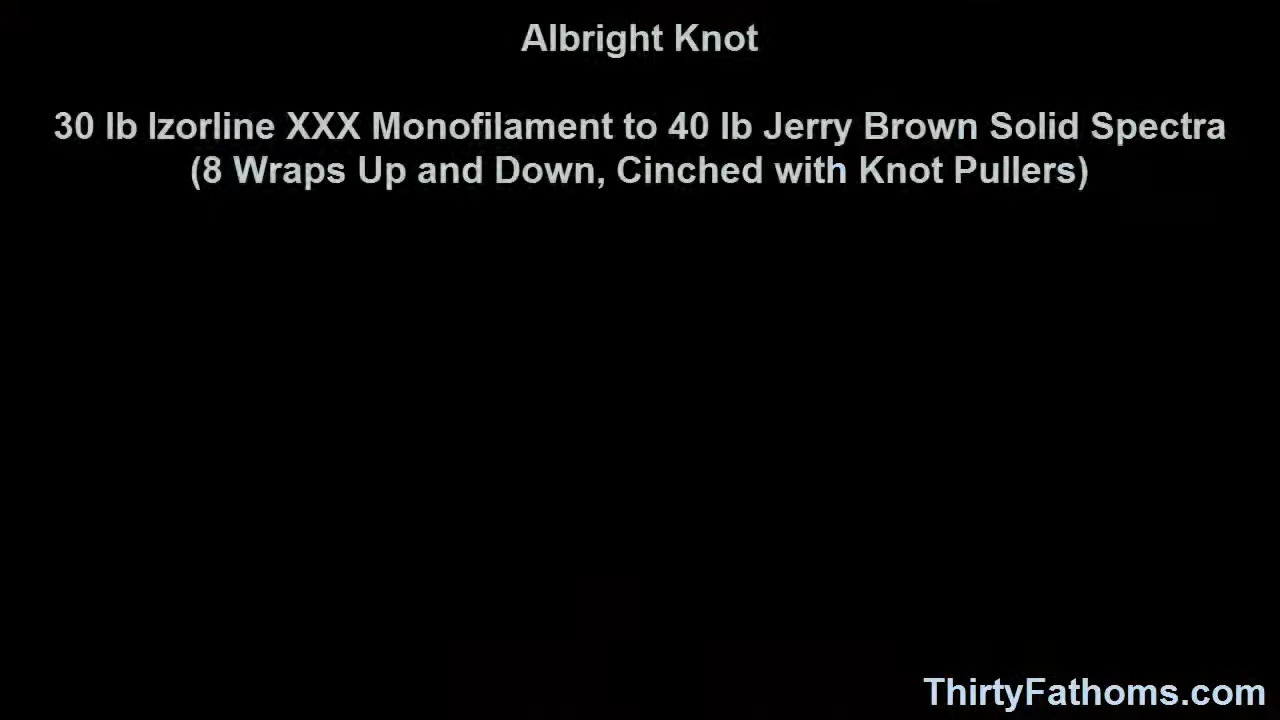 Albright Knot
30 lb Izorline XXX Monofilament to 40 lb Jerry Brown Solid Spectra
(8 Wraps Up and Down, Cinched with Knot Pullers)
ThirtyFathoms.com